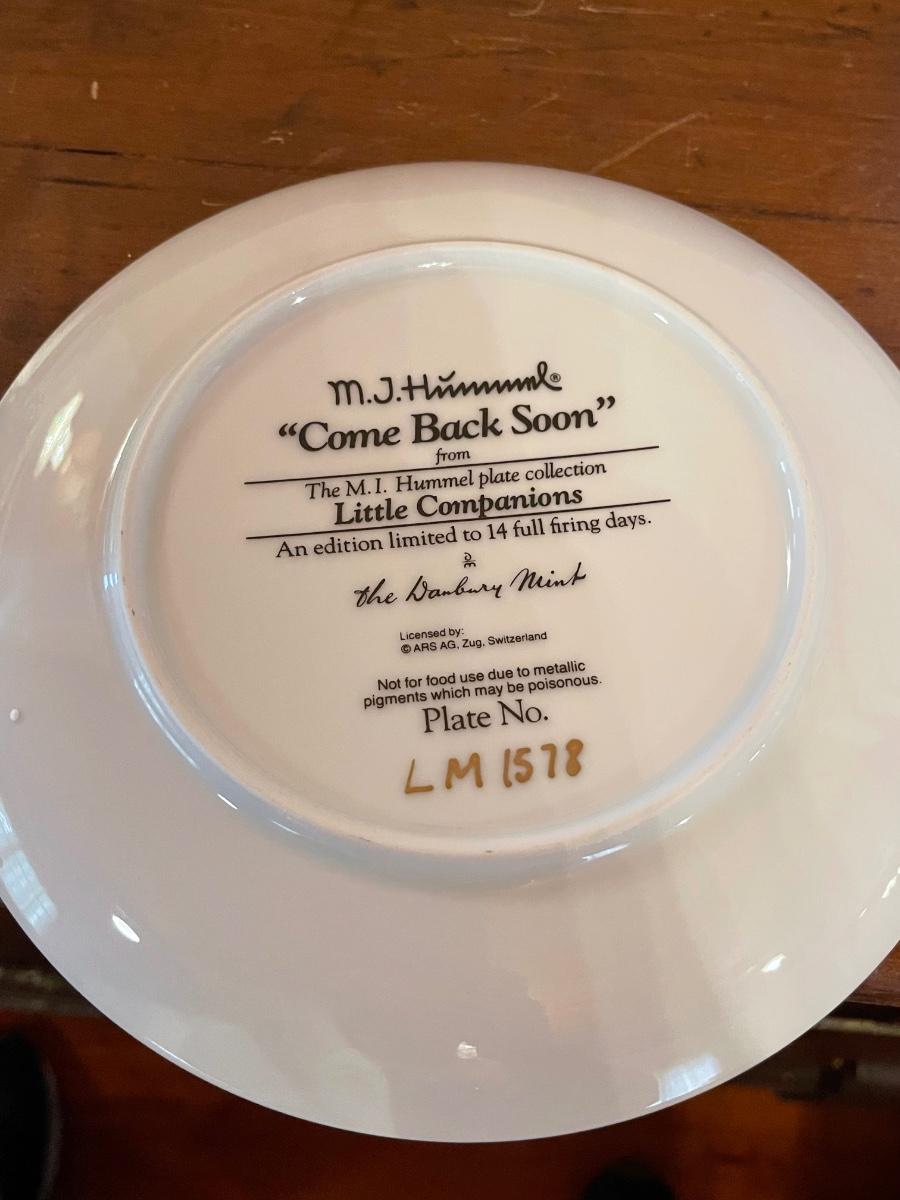 M.J.Hummel®
“Come Back Soon”
from
The M.I. Hummel plate collection
Little Companions
An edition limited to 14 full firing days.
DM
the Danbury Mint
Licensed by:
© ARS AG, Zug, Switzerland
Not for food use due to metallic
pigments which may be poisonous.
Plate No.
LM 1578